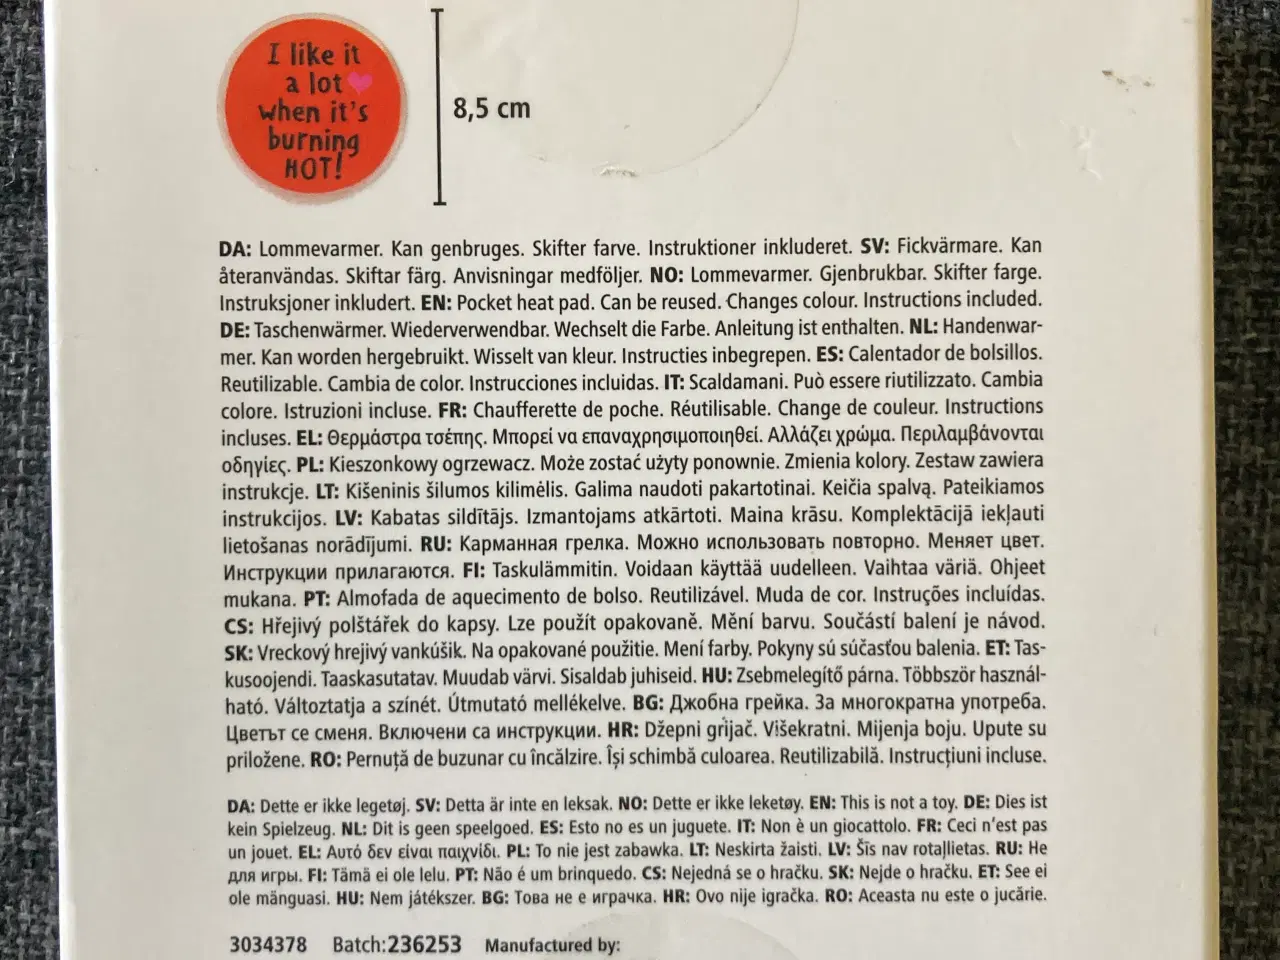 I like it
a lot
when it's
burning
HOT!
8,5 cm
DA: Lommevarmer. Kan genbruges. Skifter farve. Instruktioner inkluderet. SV: Fickvärmare. Kan
återanvändas. Skiftar färg. Anvisningar medföljer. NO: Lommevarmer. Gjenbrukbar. Skifter farge.
Instruksjoner inkludert. EN: Pocket heat pad. Can be reused. Changes colour. Instructions included.
DE: Taschenwärmer. Wiederverwendbar. Wechselt die Farbe. Anleitung ist enthalten. NL: Handenwar-
mer. Kan worden hergebruikt. Wisselt van kleur. Instructies inbegrepen. ES: Calentador de bolsillos.
Reutilizable. Cambia de color. Instrucciones incluidas. IT: Scaldamani. Può essere riutilizzato. Cambia
colore. Istruzioni incluse. FR: Chaufferette de poche. Réutilisable. Change de couleur. Instructions
incluses. EL: Θερμάστρα τσέπης. Μπορεί να επαναχρησιμοποιηθεί. Αλλάζει χρώμα. Περιλαμβάνονται
οδηγίες. PL: Kieszonkowy ogrzewacz. Może zostać użyty ponownie. Zmienia kolory. Zestaw zawiera
instrukcje. LT: Kišeninis šilumos kilimėlis. Galima naudoti pakartotinai. Keičia spalvą. Pateikiamos
instrukcijos. LV: Kabatas sildītājs. Izmantojams atkārtoti. Maina krāsu. Komplektācijā iekļauti
lietošanas norādījumi. RU: Карманная грелка. Можно использовать повторно. Меняет цвет.
Инструкции прилагаются. FI: Taskulämmitin. Voidaan käyttää uudelleen. Vaihtaa väriä. Ohjeet
mukana. PT: Almofada de aquecimento de bolso. Reutilizável. Muda de cor. Instruções incluídas.
CS: Hřejivý polštářek do kapsy. Lze použít opakovaně. Mění barvu. Součástí balení je návod.
SK: Vreckový hrejivý vankúšik. Na opakované použitie. Mení farby. Pokyny sú súčasťou balenia. ET: Tas-
kusoojendi. Taaskasutatav. Muudab värvi. Sisaldab juhiseid. HU: Zsebmelegítő párna. Többször használ-
ható. Változtatja a színét. Útmutató mellékelve. BG: Джобна грейка. За многократна употреба.
Цветът се сменя. Включени са инструкции. HR: Džepni grijač. Višekratni. Mijenja boju. Upute su
priložene. RO: Pernuță de buzunar cu încălzire. Își schimbă culoarea. Reutilizabilă. Instrucțiuni incluse.
DA: Dette er ikke legetøj. SV: Detta är inte en leksak. NO: Dette er ikke leketøy. EN: This is not a toy. DE: Dies ist
kein Spielzeug. NL: Dit is geen speelgoed. ES: Esto no es un juguete. IT: Non è un giocattolo. FR: Ceci n'est pas
un jouet. EL: Αυτό δεν είναι παιχνίδι. PL: To nie jest zabawka. LT: Neskirta žaisti. LV: Šīs nav rotaļlietas. RU: Не
для игры. FI: Tämä ei ole lelu. PT: Não é um brinquedo. CS: Nejedná se o hračku. SK: Nejde o hračku. ET: See ei
ole mänguasi. HU: Nem játékszer. BG: Това не е играчка. HR: Ovo nije igračka. RO: Aceasta nu este o jucărie.
3034378 Batch:236253 Manufactured by: